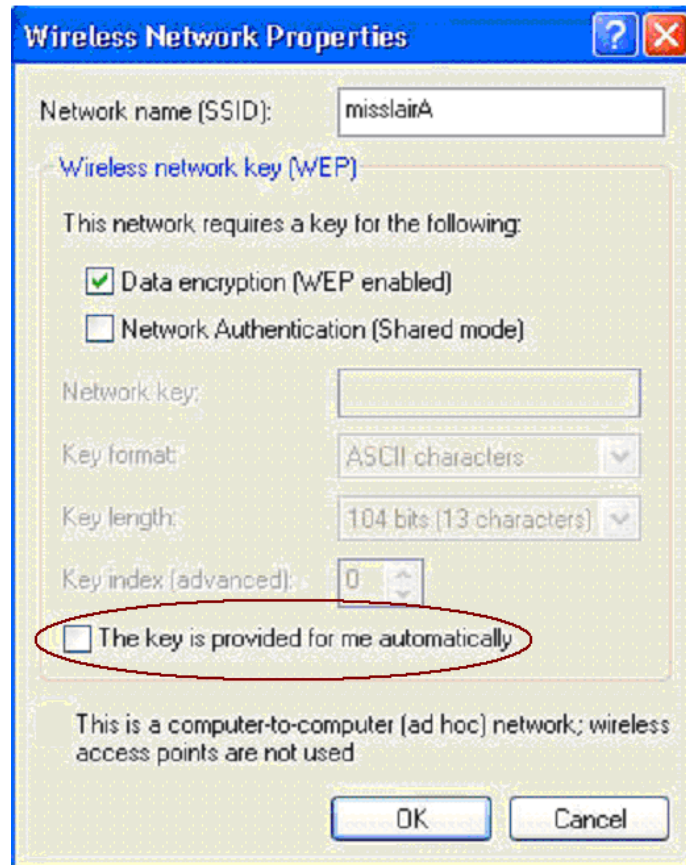 Wireless Network Properties
Network name (SSID): misslairA
Wireless network key (WEP)
This network requires a key for the following:
Data encryption (WEP enabled)
Network Authentication (Shared mode)
Network key:
Key format: ASCII characters
Key length: 104 bits (13 characters)
Key index (advanced): 0
The key is provided for me automatically
This is a computer-to-computer (ad hoc) network; wireless
access points are not used
OK Cancel